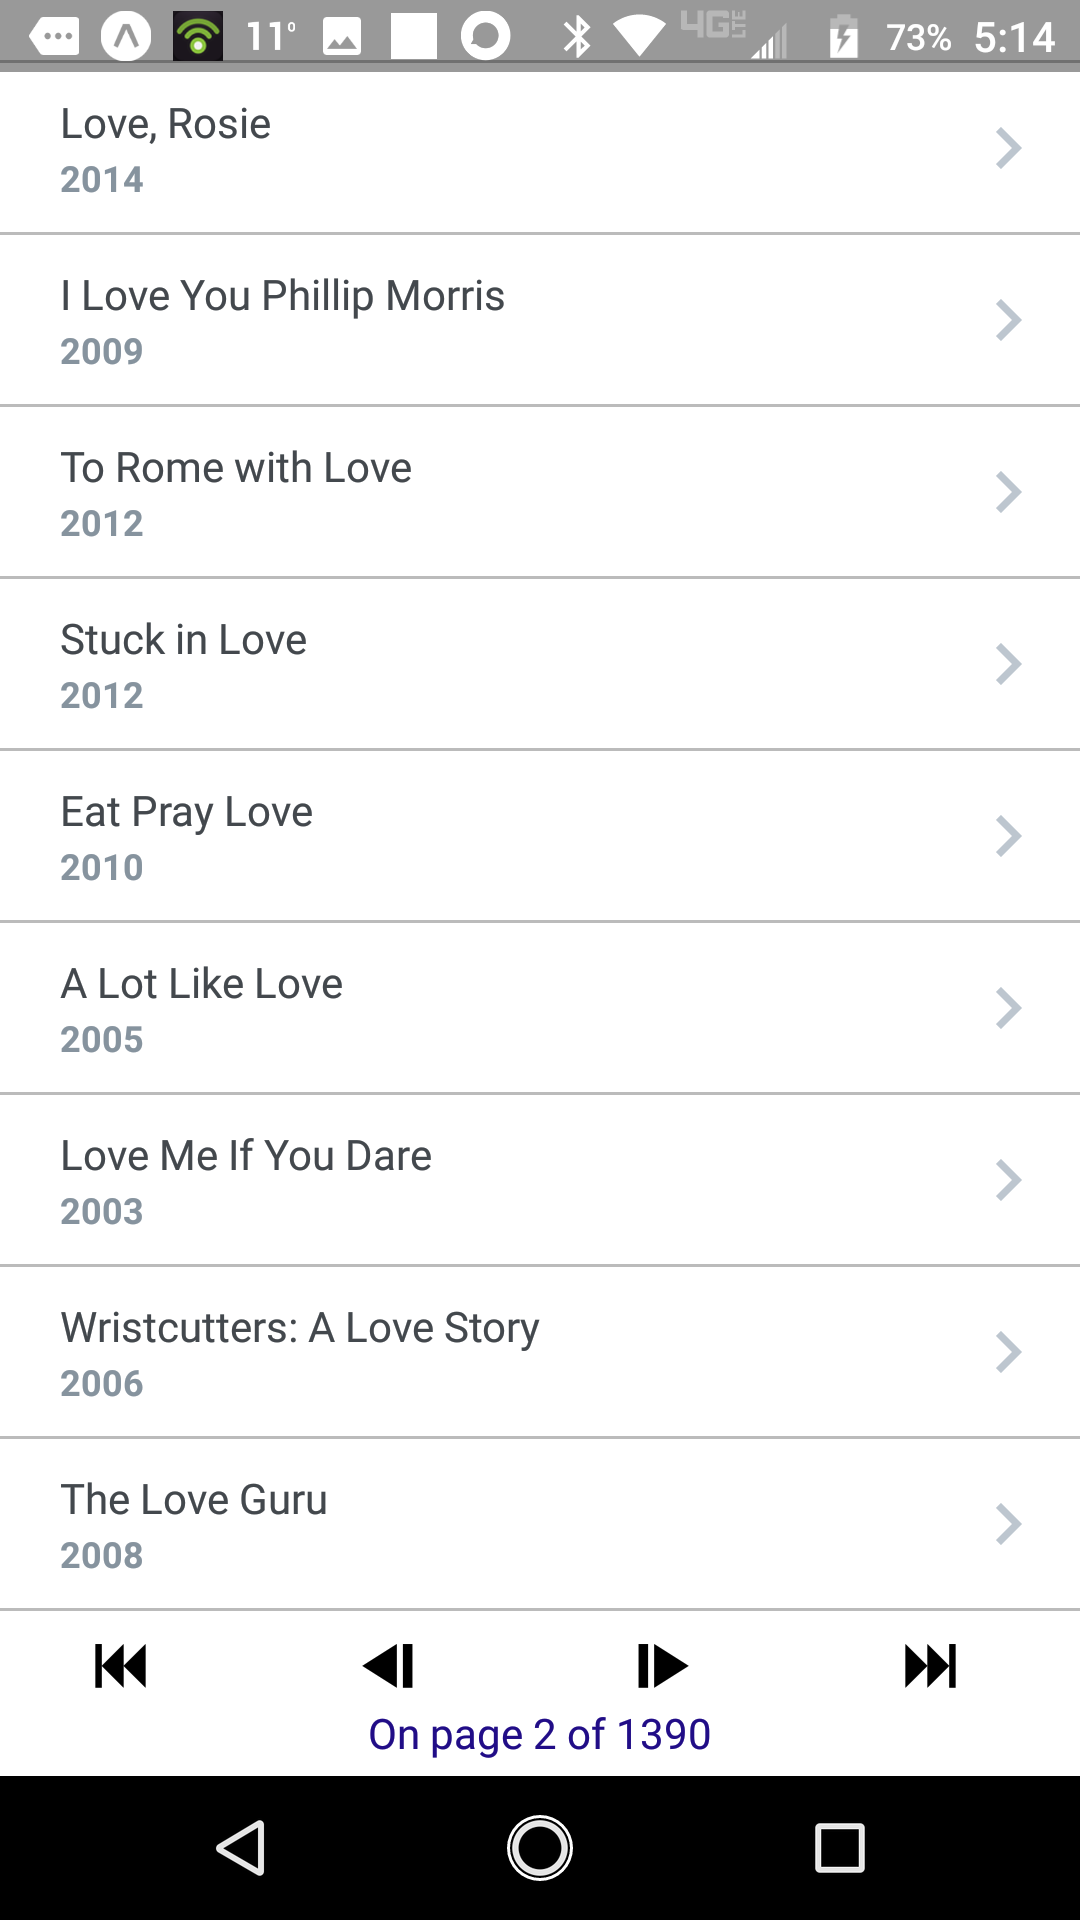 11° 4G LTE 73% 5:14
Love, Rosie
2014
I Love You Phillip Morris
2009
To Rome with Love
2012
Stuck in Love
2012
Eat Pray Love
2010
A Lot Like Love
2005
Love Me If You Dare
2003
Wristcutters: A Love Story
2006
The Love Guru
2008
On page 2 of 1390